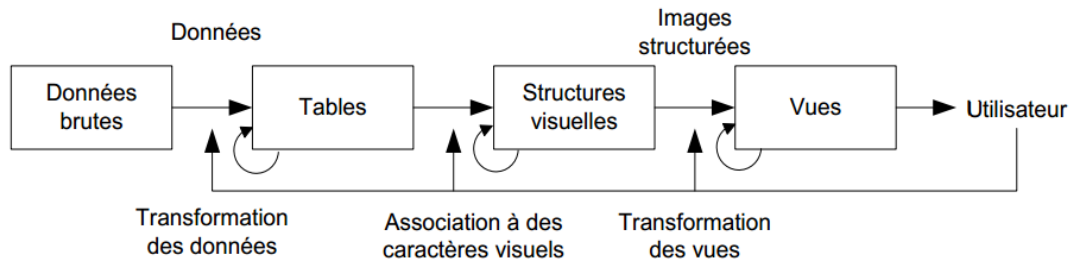 Données
Images
structurées
Données
brutes
Tables
Structures
visuelles
Vues
Utilisateur
Transformation
des données
Association à des
caractères visuels
Transformation
des vues